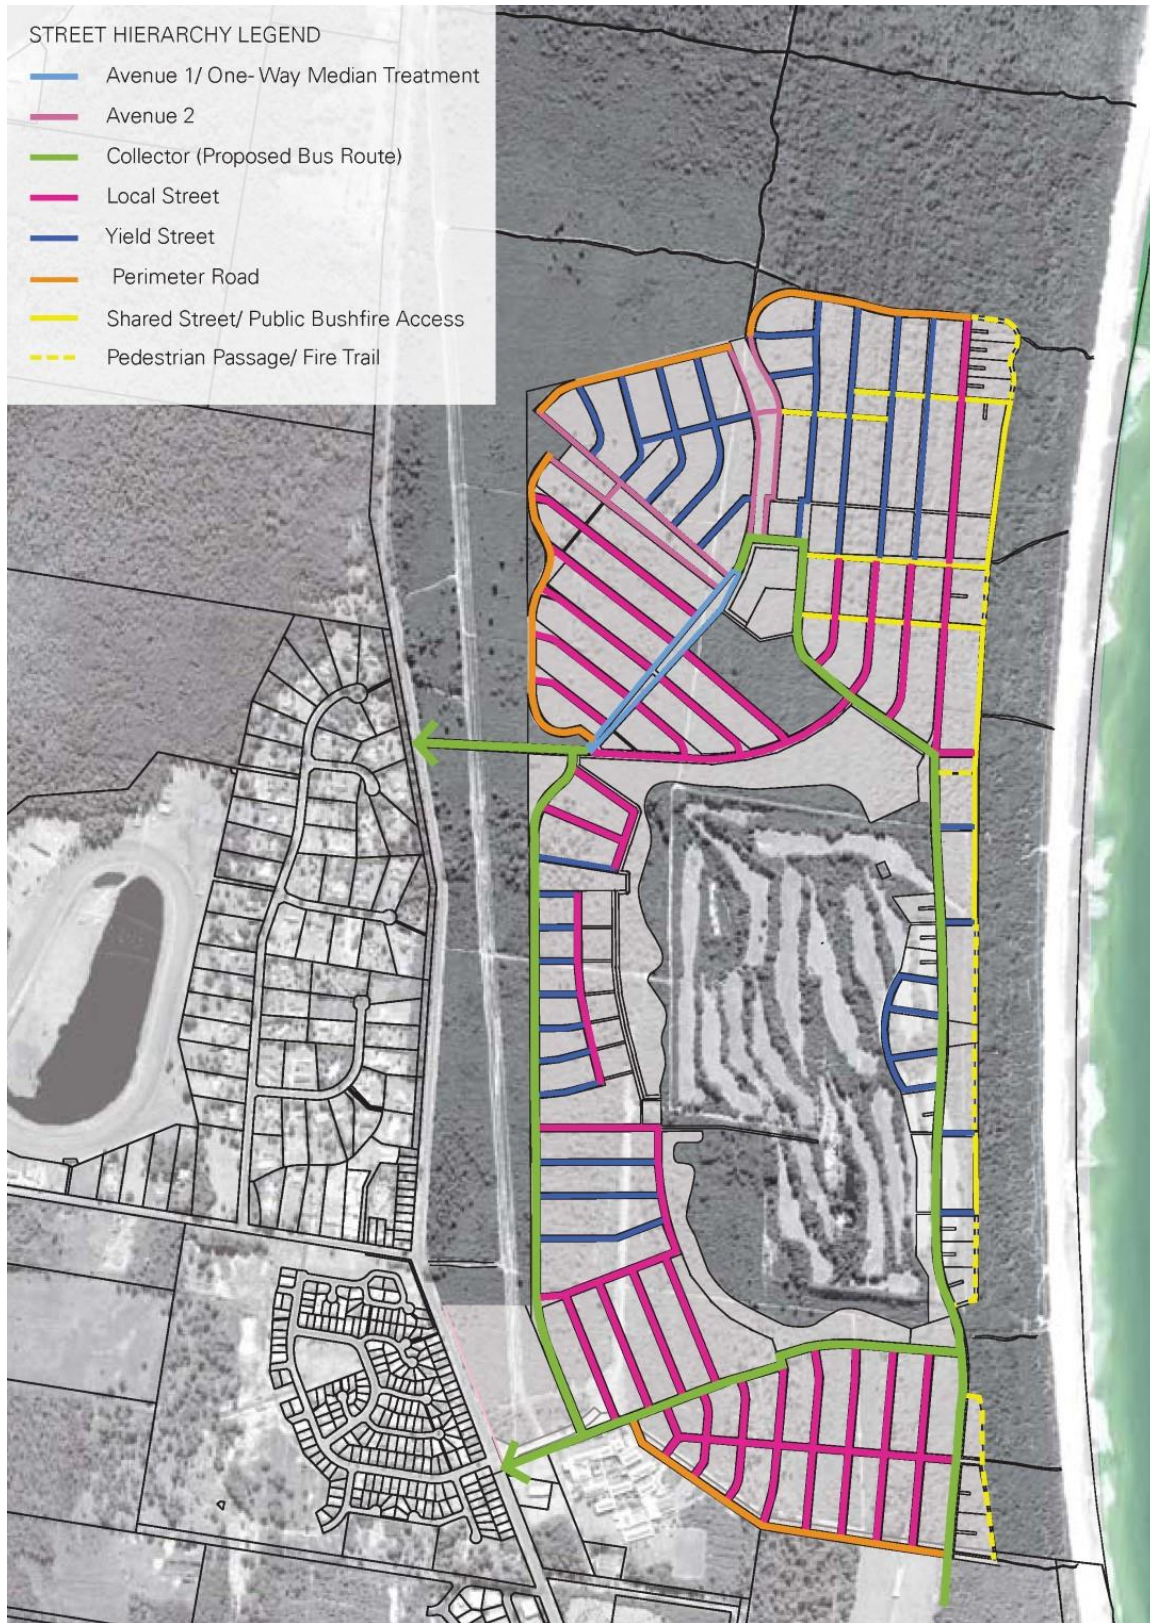 STREET HIERARCHY LEGEND
Avenue 1/ One-Way Median Treatment
Avenue 2
Collector (Proposed Bus Route)
Local Street
Yield Street
Perimeter Road
Shared Street/ Public Bushfire Access
Pedestrian Passage/ Fire Trail